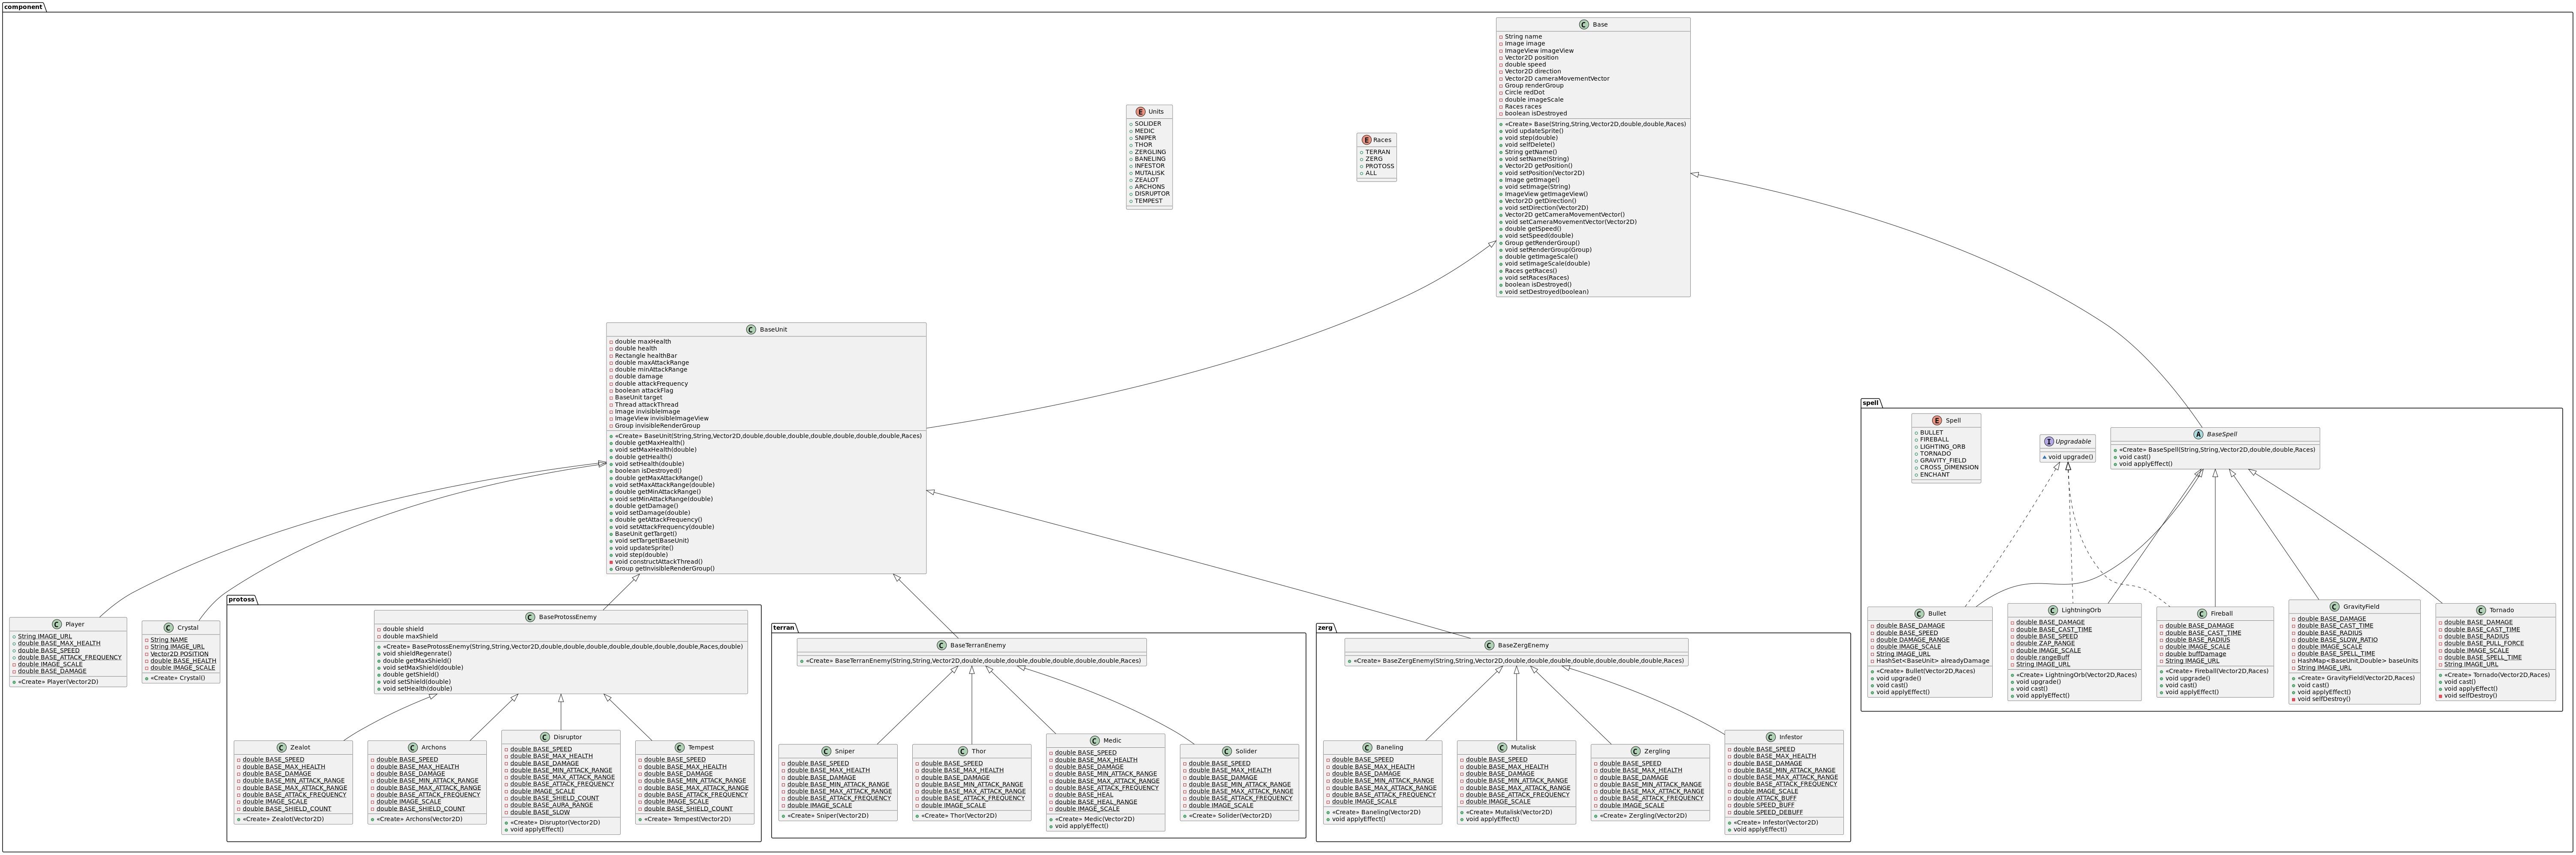 component
Base
String name
Image image
ImageView imageView
Vector2D position
double speed
Vector2D direction
Vector2D cameraMovementVector
Group renderGroup
Circle redDot
double imageScale
Races races
boolean isDestroyed
«Create» Base(String,String,Vector2D,double,double,Races)
void updateSprite()
void step(double)
void selfDelete()
String getName()
void setName(String)
Vector2D getPosition()
void setPosition(Vector2D)
Image getImage()
void setImage(String)
ImageView getImageView()
Vector2D getDirection()
void setDirection(Vector2D)
Vector2D getCameraMovementVector()
void setCameraMovementVector(Vector2D)
double getSpeed()
void setSpeed(double)
Group getRenderGroup()
void setRenderGroup(Group)
double getImageScale()
void setImageScale(double)
Races getRaces()
void setRaces(Races)
boolean isDestroyed()
void setDestroyed(boolean)
Units
SOLIDER
MEDIC
SNIPER
THOR
ZERGLING
BANELING
INFESTOR
MUTALISK
ZEALOT
ARCHONS
DISRUPTOR
TEMPEST
Races
TERRAN
ZERG
PROTOSS
ALL
BaseUnit
double maxHealth
double health
Rectangle healthBar
double maxAttackRange
double minAttackRange
double damage
double attackFrequency
boolean attackFlag
BaseUnit target
Thread attackThread
Image invisibleImage
ImageView invisibleImageView
Group invisibleRenderGroup
«Create» BaseUnit(String,String,Vector2D,double,double,double,double,double,double,double,Races)
double getMaxHealth()
void setMaxHealth(double)
double getHealth()
void setHealth(double)
boolean isDestroyed()
double getMaxAttackRange()
void setMaxAttackRange(double)
double getMinAttackRange()
void setMinAttackRange(double)
double getDamage()
void setDamage(double)
double getAttackFrequency()
void setAttackFrequency(double)
BaseUnit getTarget()
void setTarget(BaseUnit)
void updateSprite()
void step(double)
void constructAttackThread()
Group getInvisibleRenderGroup()
spell
Spell
BULLET
FIREBALL
LIGHTING_ORB
TORNADO
GRAVITY_FIELD
CROSS_DIMENSION
ENCHANT
Upgradable
void upgrade()
BaseSpell
«Create» BaseSpell(String,String,Vector2D,double,double,Races)
void cast()
void applyEffect()
Bullet
double BASE_DAMAGE
double BASE_SPEED
double DAMAGE_RANGE
double IMAGE_SCALE
String IMAGE_URL
HashSet<BaseUnit> alreadyDamage
«Create» Bullet(Vector2D,Races)
void upgrade()
void cast()
void applyEffect()
LightningOrb
double BASE_DAMAGE
double BASE_CAST_TIME
double BASE_SPEED
double ZAP_RANGE
double IMAGE_SCALE
double rangeBuff
String IMAGE_URL
«Create» LightningOrb(Vector2D,Races)
void upgrade()
void cast()
void applyEffect()
Fireball
double BASE_DAMAGE
double BASE_CAST_TIME
double BASE_RADIUS
double IMAGE_SCALE
double buffDamage
String IMAGE_URL
«Create» Fireball(Vector2D,Races)
void upgrade()
void cast()
void applyEffect()
GravityField
double BASE_DAMAGE
double BASE_CAST_TIME
double BASE_RADIUS
double BASE_SLOW_RATIO
double IMAGE_SCALE
double BASE_SPELL_TIME
HashMap<BaseUnit,Double> baseUnits
String IMAGE_URL
«Create» GravityField(Vector2D,Races)
void cast()
void applyEffect()
void selfDestroy()
Tornado
double BASE_DAMAGE
double BASE_CAST_TIME
double BASE_RADIUS
double BASE_PULL_FORCE
double IMAGE_SCALE
double BASE_SPELL_TIME
String IMAGE_URL
«Create» Tornado(Vector2D,Races)
void cast()
void applyEffect()
void selfDestroy()
Player
String IMAGE_URL
double BASE_MAX_HEALTH
double BASE_SPEED
double BASE_ATTACK_FREQUENCY
double IMAGE_SCALE
double BASE_DAMAGE
«Create» Player(Vector2D)
Crystal
String NAME
String IMAGE_URL
Vector2D POSITION
double BASE_HEALTH
double IMAGE_SCALE
«Create» Crystal()
protoss
BaseProtossEnemy
double shield
double maxShield
«Create» BaseProtossEnemy(String,String,Vector2D,double,double,double,double,double,double,double,Races,double)
void shieldRegenrate()
void setMaxShield(double)
double getMaxShield()
double getShield()
void setShield(double)
void setHealth(double)
Zealot
double BASE_SPEED
double BASE_MAX_HEALTH
double BASE_DAMAGE
double BASE_MIN_ATTACK_RANGE
double BASE_MAX_ATTACK_RANGE
double BASE_ATTACK_FREQUENCY
double IMAGE_SCALE
double BASE_SHIELD_COUNT
«Create» Zealot(Vector2D)
Archons
double BASE_SPEED
double BASE_MAX_HEALTH
double BASE_DAMAGE
double BASE_MIN_ATTACK_RANGE
double BASE_MAX_ATTACK_RANGE
double BASE_ATTACK_FREQUENCY
double IMAGE_SCALE
double BASE_SHIELD_COUNT
«Create» Archons(Vector2D)
Disruptor
double BASE_SPEED
double BASE_MAX_HEALTH
double BASE_DAMAGE
double BASE_MIN_ATTACK_RANGE
double BASE_MAX_ATTACK_RANGE
double BASE_ATTACK_FREQUENCY
double IMAGE_SCALE
double BASE_SHIELD_COUNT
double BASE_AURA_RANGE
double BASE_SLOW
«Create» Disruptor(Vector2D)
void applyEffect()
Tempest
double BASE_SPEED
double BASE_MAX_HEALTH
double BASE_DAMAGE
double BASE_MIN_ATTACK_RANGE
double BASE_MAX_ATTACK_RANGE
double BASE_ATTACK_FREQUENCY
double IMAGE_SCALE
double BASE_SHIELD_COUNT
«Create» Tempest(Vector2D)
terran
BaseTerranEnemy
«Create» BaseTerranEnemy(String,String,Vector2D,double,double,double,double,double,double,double,Races)
Sniper
double BASE_SPEED
double BASE_MAX_HEALTH
double BASE_DAMAGE
double BASE_MIN_ATTACK_RANGE
double BASE_MAX_ATTACK_RANGE
double BASE_ATTACK_FREQUENCY
double IMAGE_SCALE
«Create» Sniper(Vector2D)
Thor
double BASE_SPEED
double BASE_MAX_HEALTH
double BASE_DAMAGE
double BASE_MIN_ATTACK_RANGE
double BASE_MAX_ATTACK_RANGE
double BASE_ATTACK_FREQUENCY
double IMAGE_SCALE
«Create» Thor(Vector2D)
Medic
double BASE_SPEED
double BASE_MAX_HEALTH
double BASE_DAMAGE
double BASE_MIN_ATTACK_RANGE
double BASE_MAX_ATTACK_RANGE
double BASE_ATTACK_FREQUENCY
double BASE_HEAL
double BASE_HEAL_RANGE
double IMAGE_SCALE
«Create» Medic(Vector2D)
void applyEffect()
Solider
double BASE_SPEED
double BASE_MAX_HEALTH
double BASE_DAMAGE
double BASE_MIN_ATTACK_RANGE
double BASE_MAX_ATTACK_RANGE
double BASE_ATTACK_FREQUENCY
double IMAGE_SCALE
«Create» Solider(Vector2D)
zerg
BaseZergEnemy
«Create» BaseZergEnemy(String,String,Vector2D,double,double,double,double,double,double,double,Races)
Baneling
double BASE_SPEED
double BASE_MAX_HEALTH
double BASE_DAMAGE
double BASE_MIN_ATTACK_RANGE
double BASE_MAX_ATTACK_RANGE
double BASE_ATTACK_FREQUENCY
double IMAGE_SCALE
«Create» Baneling(Vector2D)
void applyEffect()
Mutalisk
double BASE_SPEED
double BASE_MAX_HEALTH
double BASE_DAMAGE
double BASE_MIN_ATTACK_RANGE
double BASE_MAX_ATTACK_RANGE
double BASE_ATTACK_FREQUENCY
double IMAGE_SCALE
«Create» Mutalisk(Vector2D)
void applyEffect()
Zergling
double BASE_SPEED
double BASE_MAX_HEALTH
double BASE_DAMAGE
double BASE_MIN_ATTACK_RANGE
double BASE_MAX_ATTACK_RANGE
double BASE_ATTACK_FREQUENCY
double IMAGE_SCALE
«Create» Zergling(Vector2D)
Infestor
double BASE_SPEED
double BASE_MAX_HEALTH
double BASE_DAMAGE
double BASE_MIN_ATTACK_RANGE
double BASE_MAX_ATTACK_RANGE
double BASE_ATTACK_FREQUENCY
double IMAGE_SCALE
double ATTACK_BUFF
double SPEED_BUFF
double SPEED_DEBUFF
«Create» Infestor(Vector2D)
void applyEffect()